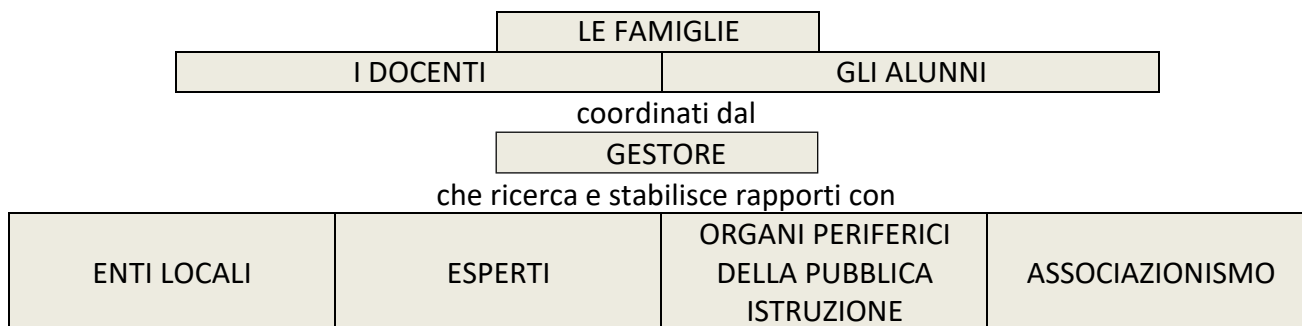 LE FAMIGLIE
I DOCENTI
GLI ALUNNI
coordinati dal
GESTORE
che ricerca e stabilisce rapporti con
ENTI LOCALI
ESPERTI
ORGANI PERIFERICI
DELLA PUBBLICA
ISTRUZIONE
ASSOCIAZIONISMO